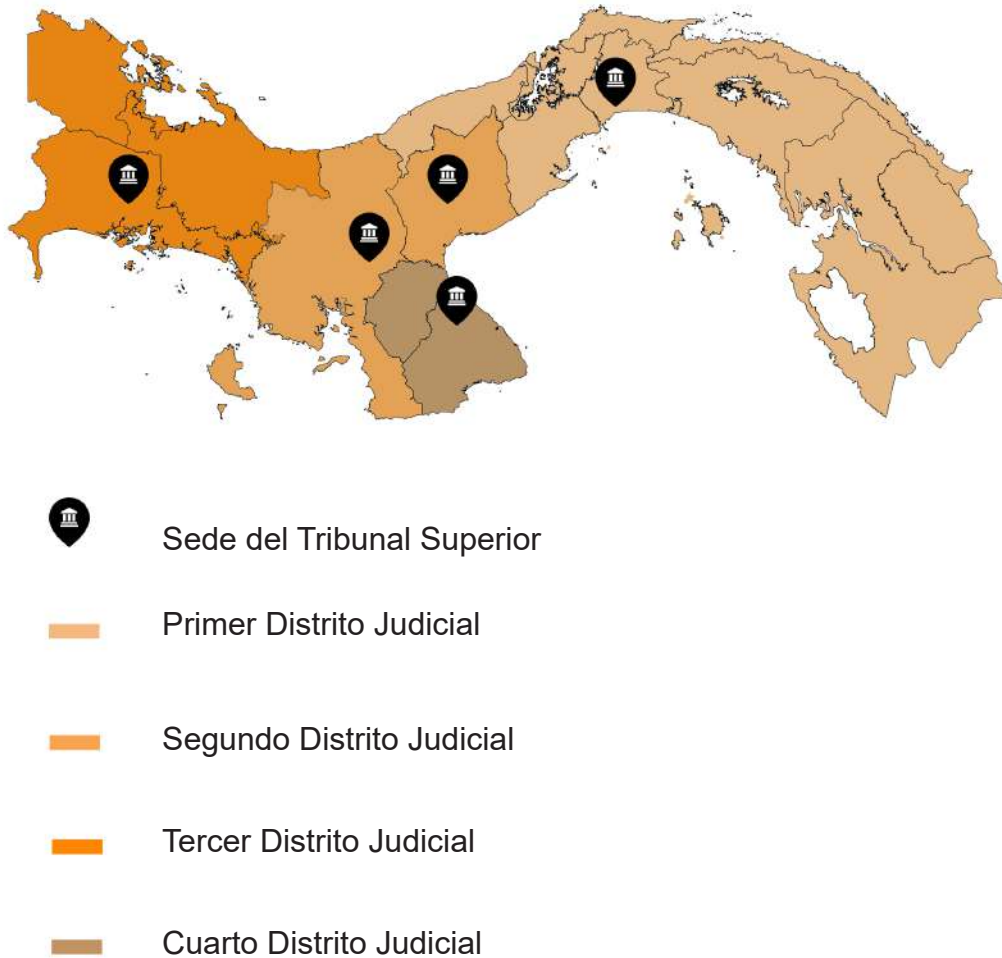 Sede del Tribunal Superior
Primer Distrito Judicial
Segundo Distrito Judicial
Tercer Distrito Judicial
Cuarto Distrito Judicial